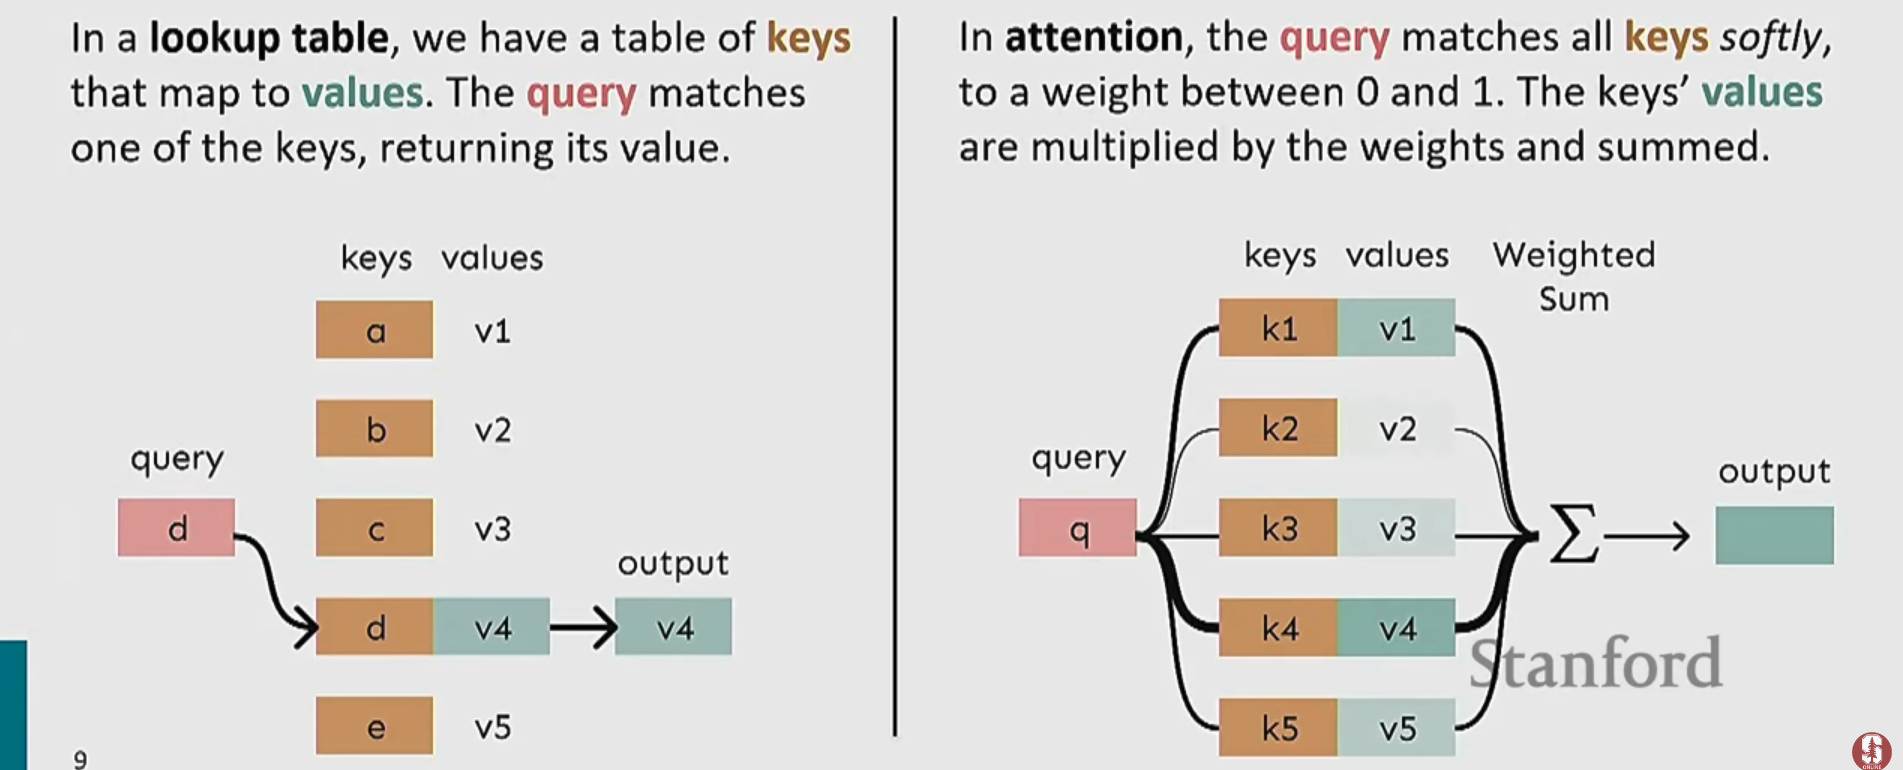 In a lookup table, we have a table of keys
that map to values. The query matches
one of the keys, returning its value.
keys values
a v1
b v2
query
d
c v3
output
d v4 v4
e v5
9
In attention, the query matches all keys softly,
to a weight between 0 and 1. The keys’ values
are multiplied by the weights and summed.
keys values Weighted
Sum
k1 v1
k2 v2
query
q
k3 v3
Σ
output
k4 v4
Stanford
k5 v5
S
ONLINE